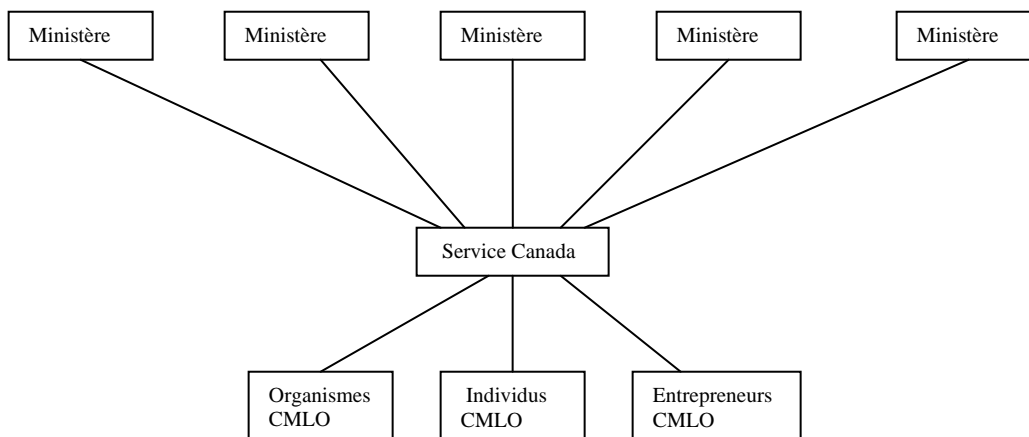 Ministère
Ministère
Ministère
Ministère
Ministère
Service Canada
Organismes
CMLO
Individus
CMLO
Entrepreneurs
CMLO